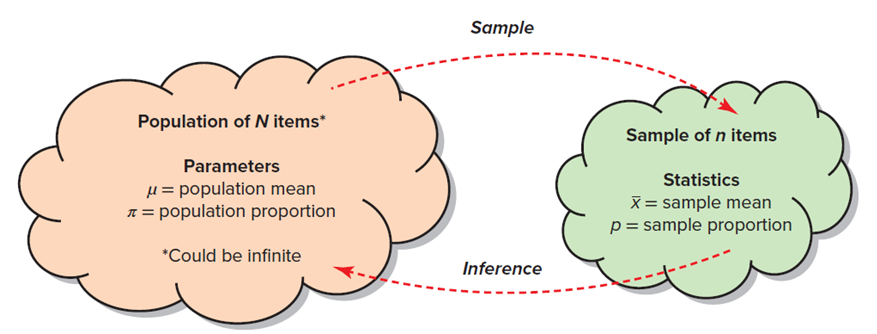 Sample
Population of N items*
Parameters
μ = population mean
π = population proportion
*Could be infinite
Sample of n items
Statistics
x̅ = sample mean
p = sample proportion
Inference